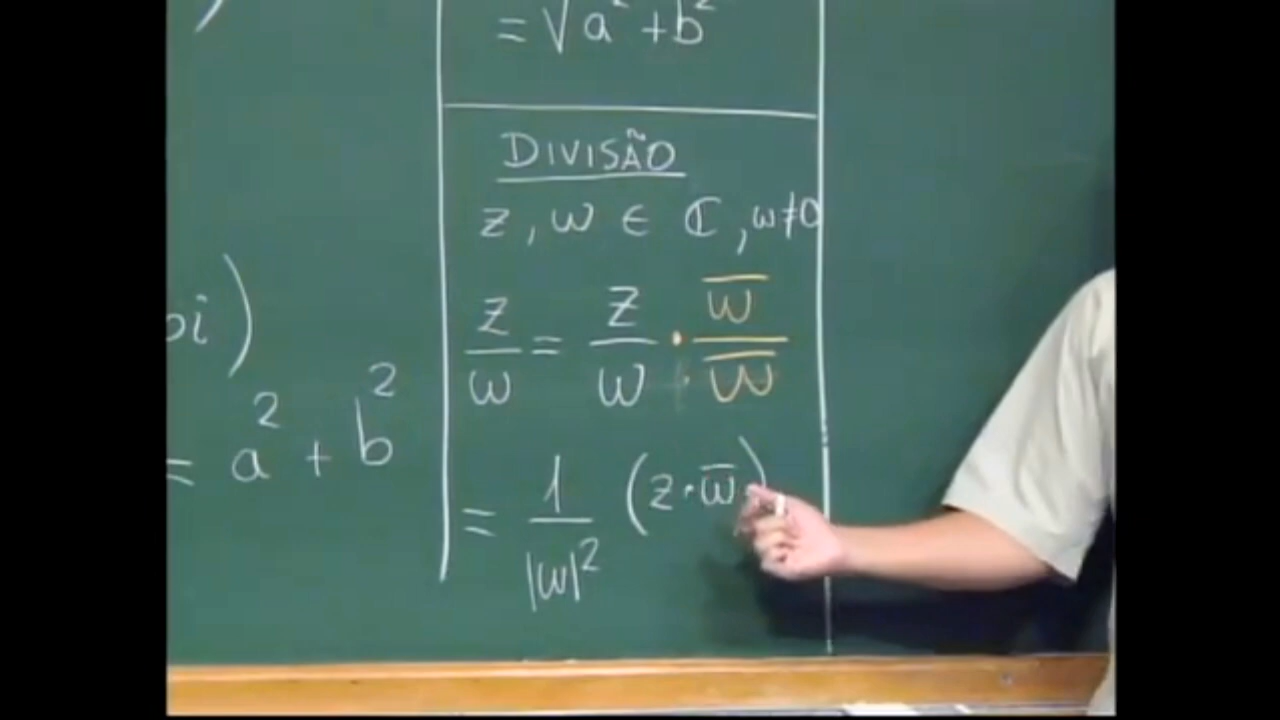 = √a² + b²
DIVISÃO
z, w ∈ ℂ, w≠0
z/w = z/w · w̅/w̅
= 1/|w|² (z·w̅)
bi)
= a² + b²